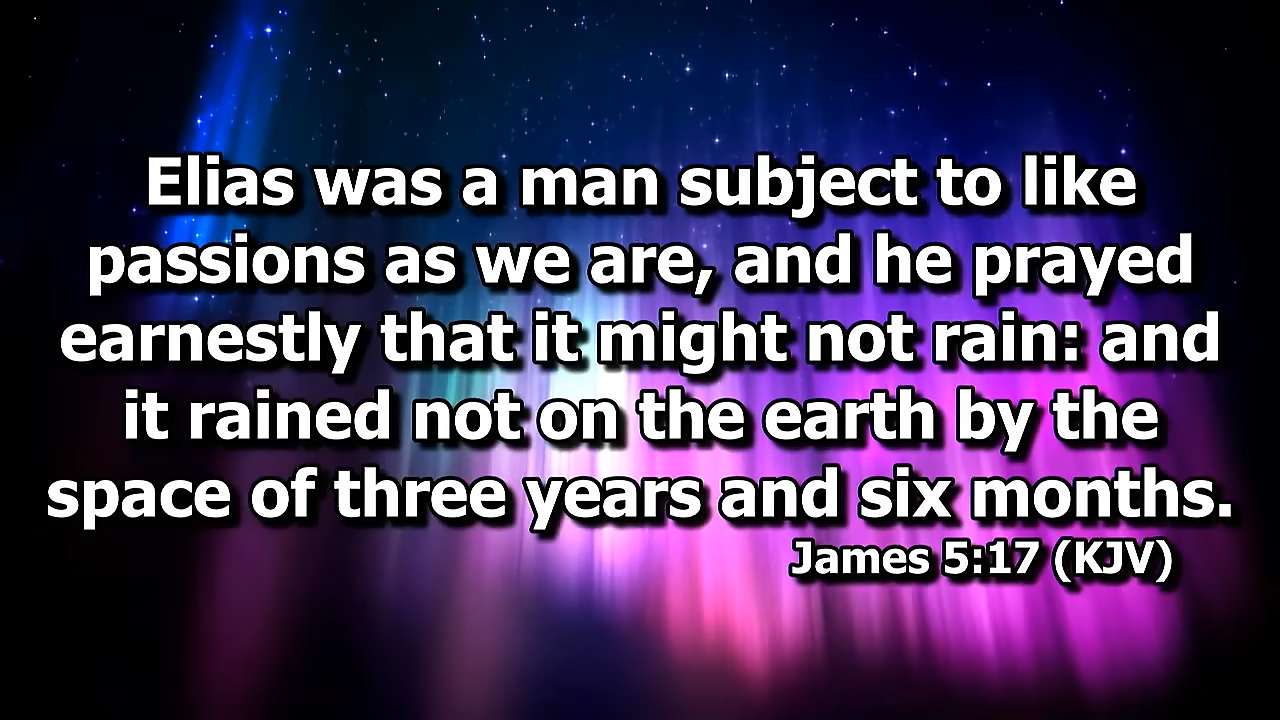 Elias was a man subject to like
passions as we are, and he prayed
earnestly that it might not rain: and
it rained not on the earth by the
space of three years and six months.
James 5:17 (KJV)